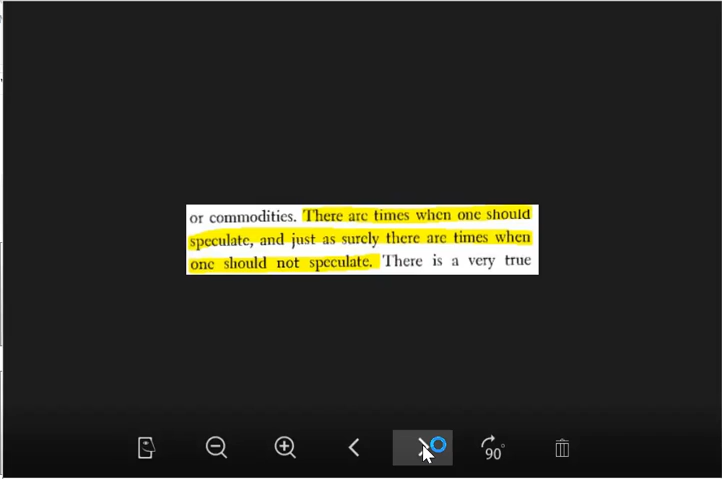 or commodities. There are times when one should
speculate, and just as surely there are times when
one should not speculate. There is a very true
90°